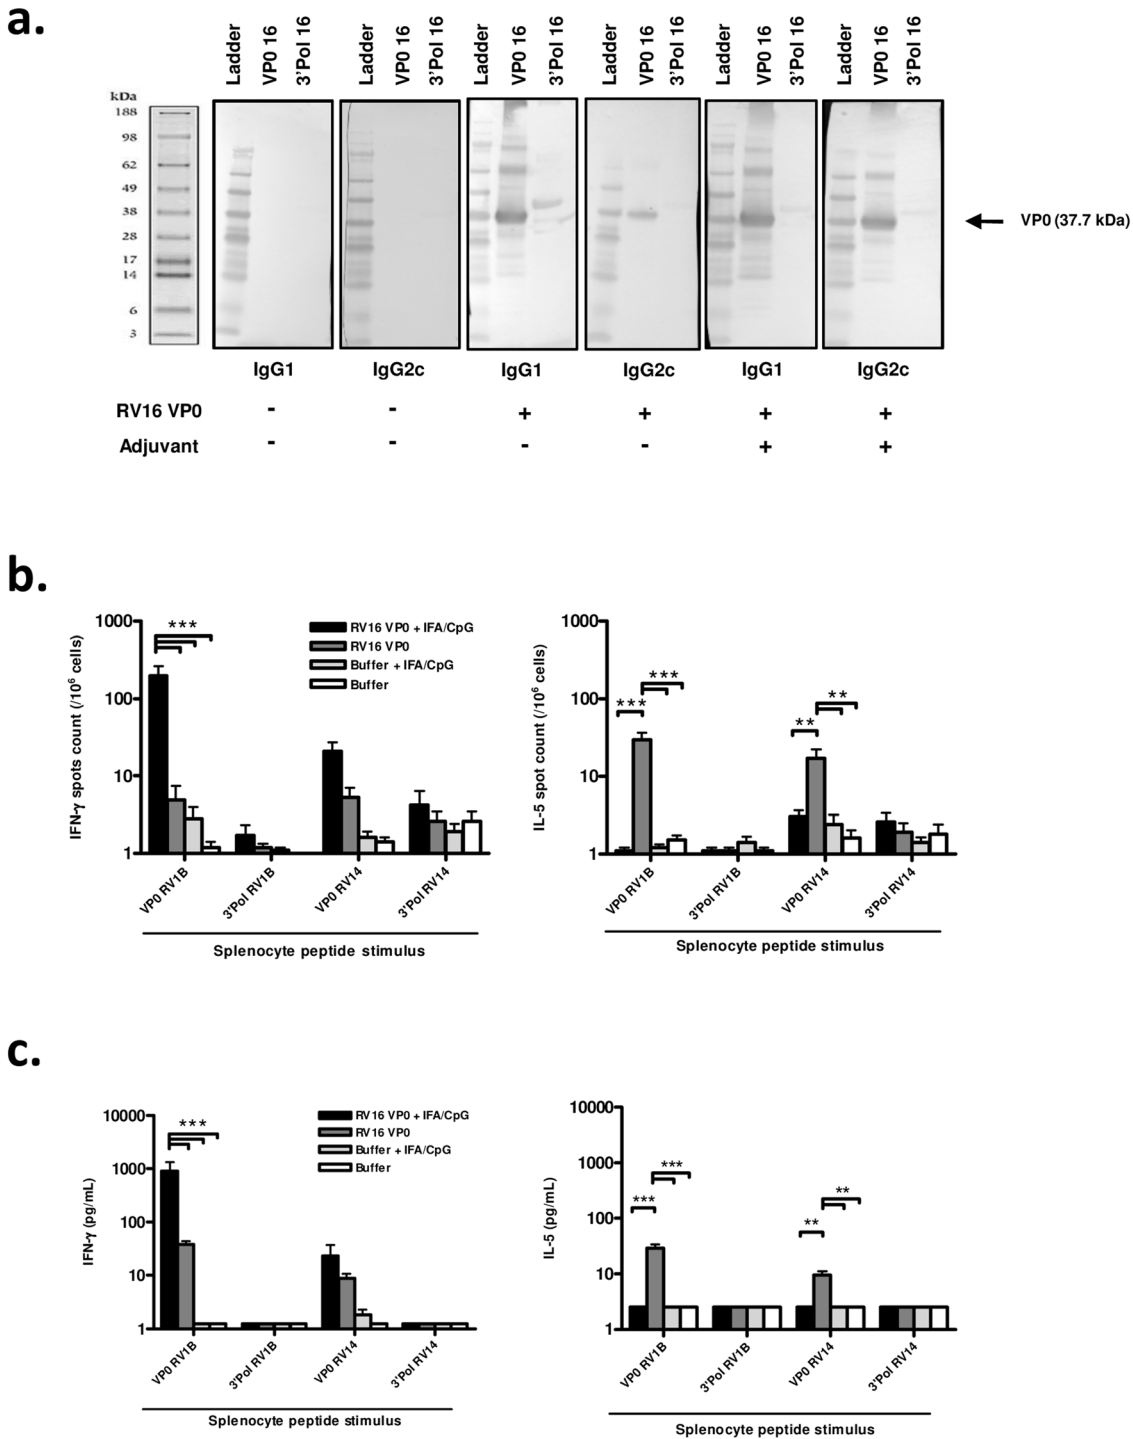 a.
Ladder VP0 16 3'Pol 16 Ladder VP0 16 3'Pol 16 Ladder VP0 16 3'Pol 16 Ladder VP0 16 3'Pol 16 Ladder VP0 16 3'Pol 16 Ladder VP0 16 3'Pol 16
kDa
188
98
62
49
38
28
17
14
6
3
VP0 (37.7 kDa)
IgG1 IgG2c IgG1 IgG2c IgG1 IgG2c
RV16 VP0 - - + + + +
Adjuvant - - - - + +
b.
IFN-γ spots count (/10⁶ cells)
1000
100
10
1
***
RV16 VP0 + IFA/CpG
RV16 VP0
Buffer + IFA/CpG
Buffer
VP0 RV1B 3'Pol RV1B VP0 RV14 3'Pol RV14
Splenocyte peptide stimulus
IL-5 spot count (/10⁶ cells)
1000
100
10
1
*** *** ** **
VP0 RV1B 3'Pol RV1B VP0 RV14 3'Pol RV14
Splenocyte peptide stimulus
c.
IFN-γ (pg/mL)
10000
1000
100
10
1
***
RV16 VP0 + IFA/CpG
RV16 VP0
Buffer + IFA/CpG
Buffer
VP0 RV1B 3'Pol RV1B VP0 RV14 3'Pol RV14
Splenocyte peptide stimulus
IL-5 (pg/mL)
10000
1000
100
10
1
*** *** ** **
VP0 RV1B 3'Pol RV1B VP0 RV14 3'Pol RV14
Splenocyte peptide stimulus